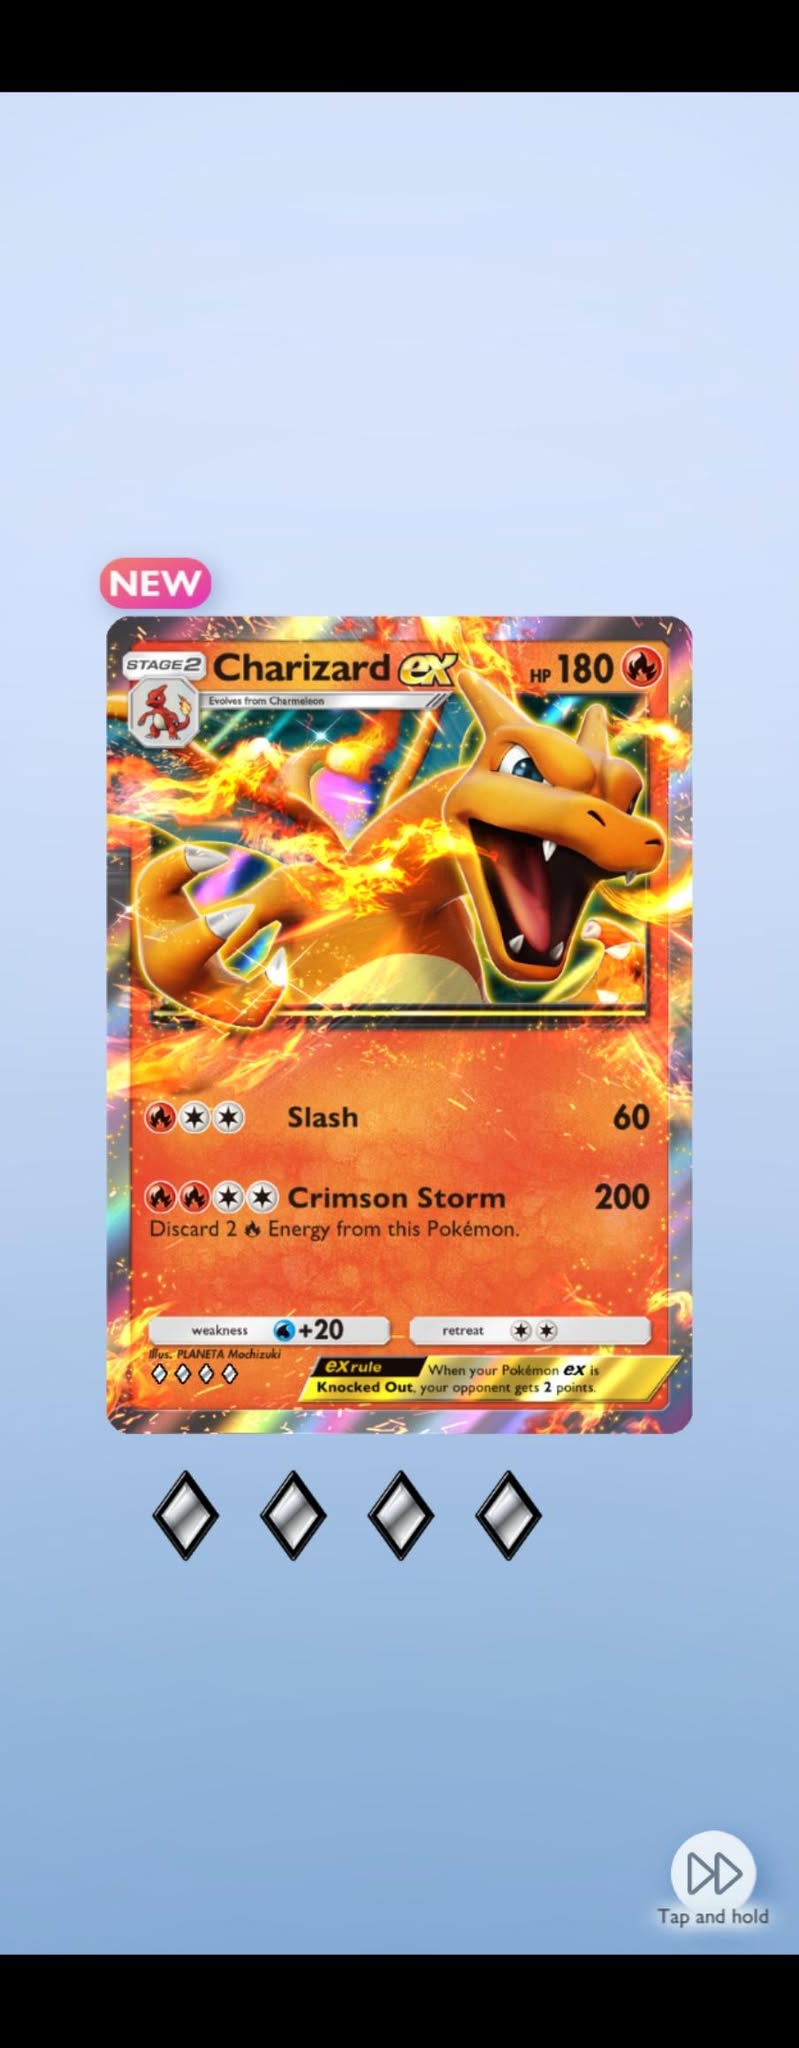 NEW
STAGE2 Charizard ex HP 180
Evolves from Charmeleon
Slash 60
Crimson Storm 200
Discard 2 Energy from this Pokémon.
weakness +20 retreat
Illus. PLANETA Mochizuki
ex rule When your Pokémon ex is
Knocked Out, your opponent gets 2 points.
Tap and hold